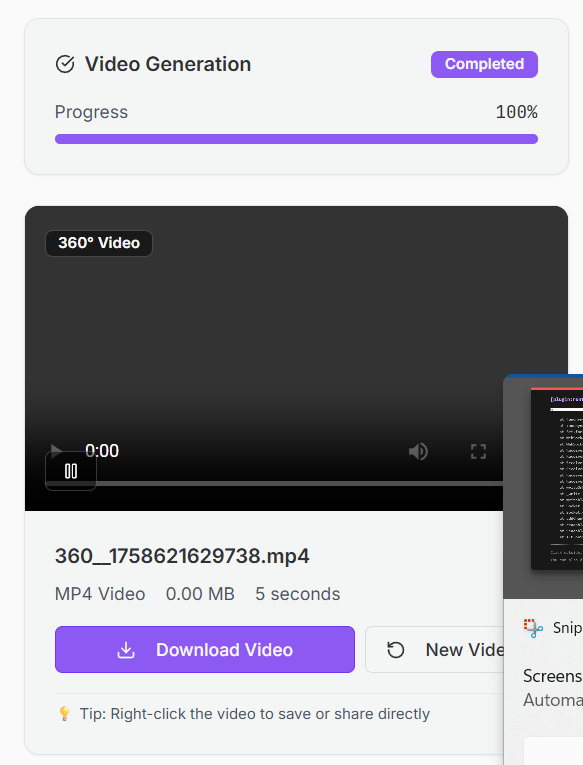 Video Generation
Completed
Progress
100%
360° Video
0:00
360__1758621629738.mp4
MP4 Video 0.00 MB 5 seconds
Download Video
New Vide
Snip
Screens
Automa
💡 Tip: Right-click the video to save or share directly